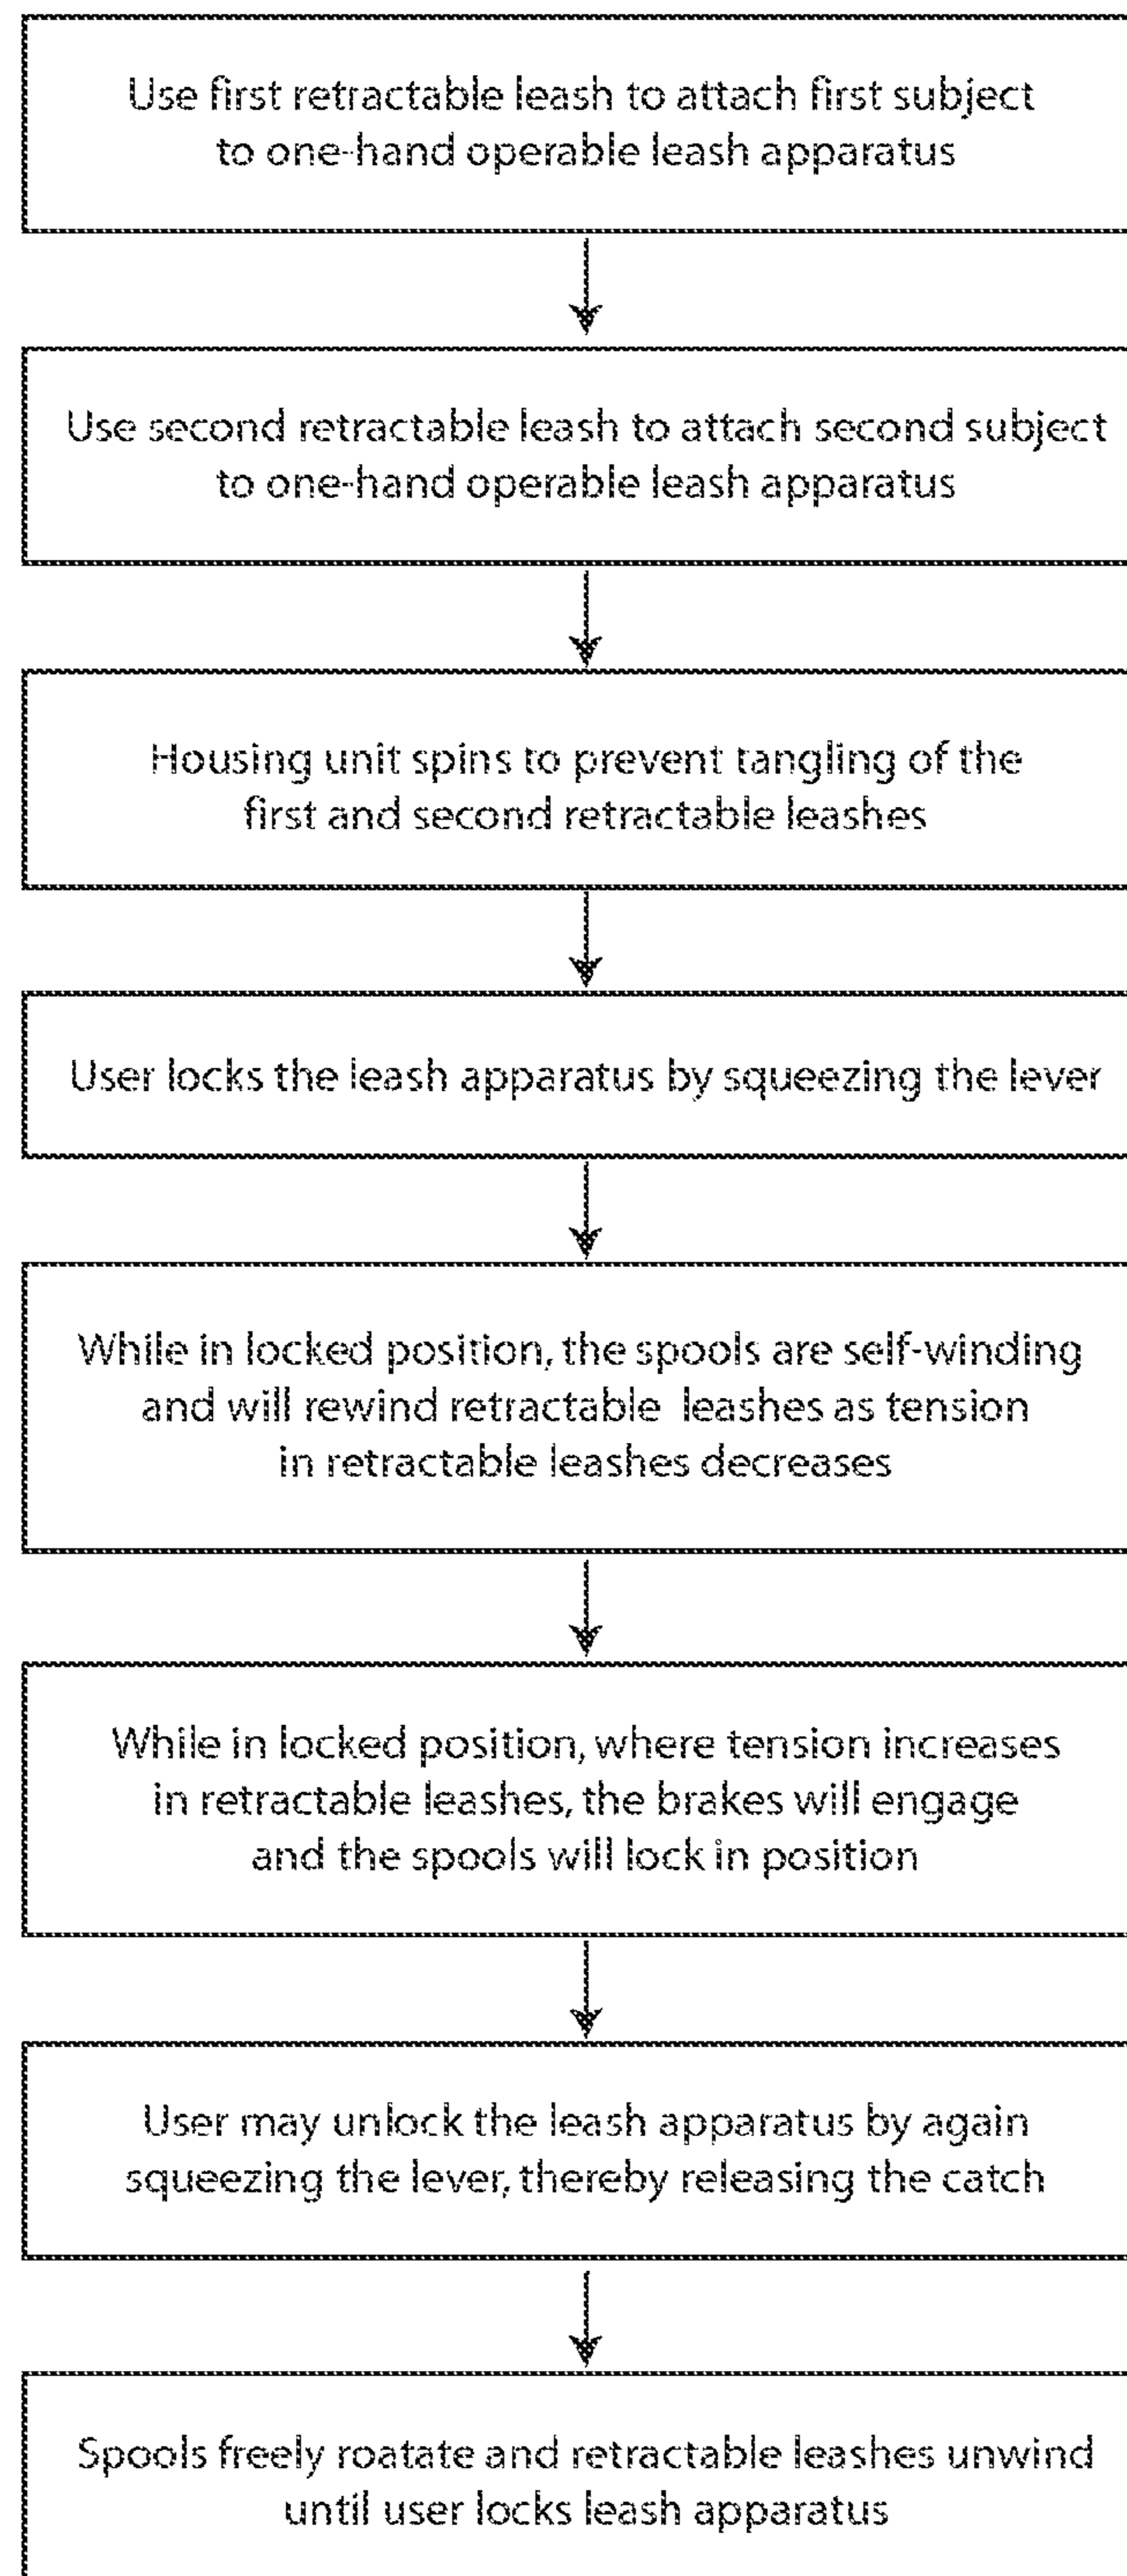 Use first retractable leash to attach first subject
to one-hand operable leash apparatus
Use second retractable leash to attach second subject
to one-hand operable leash apparatus
Housing unit spins to prevent tangling of the
first and second retractable leashes
User locks the leash apparatus by squeezing the lever
While in locked position, the spools are self-winding
and will rewind retractable leashes as tension
in retractable leashes decreases
While in locked position, where tension increases
in retractable leashes, the brakes will engage
and the spools will lock in position
User may unlock the leash apparatus by again
squeezing the lever, thereby releasing the catch
Spools freely roatate and retractable leashes unwind
until user locks leash apparatus